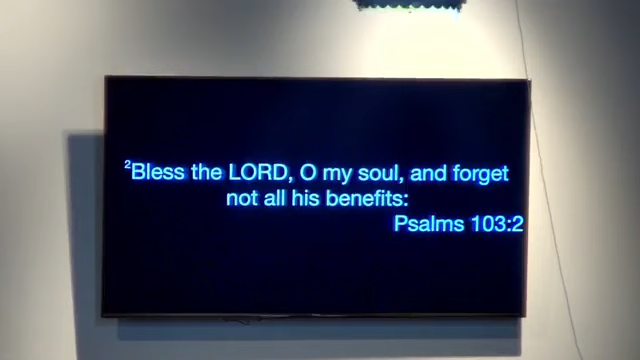 ²Bless the LORD, O my soul, and forget
not all his benefits:
Psalms 103:2